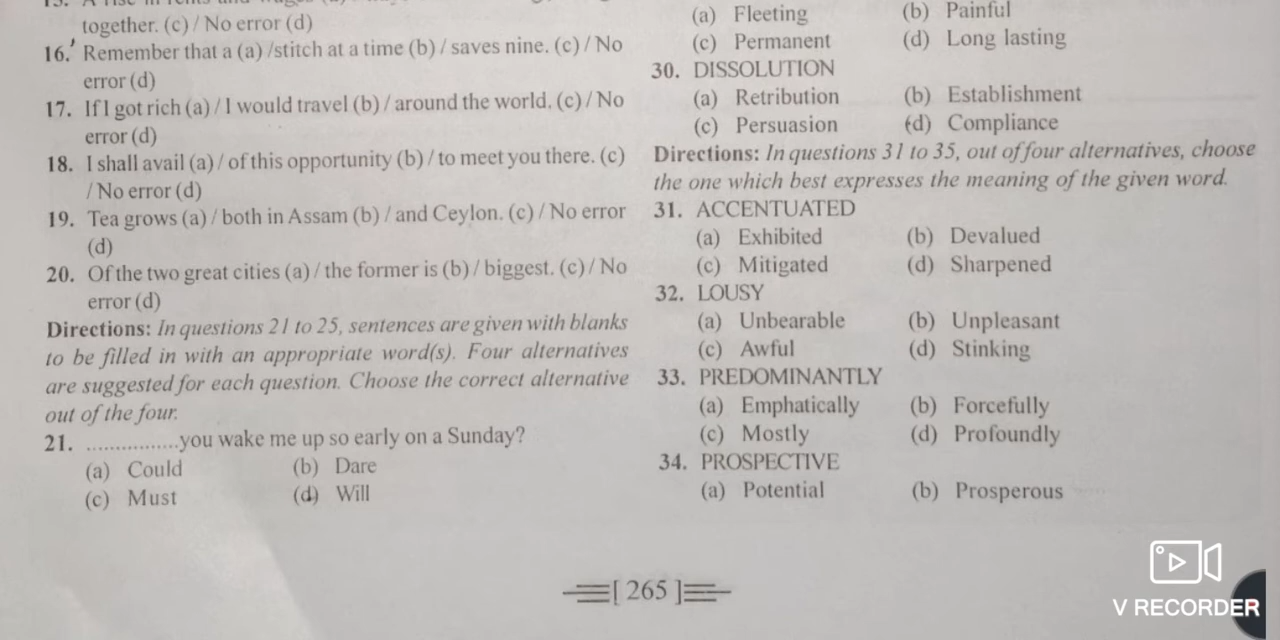 together. (c) / No error (d)
16. Remember that a (a) /stitch at a time (b) / saves nine. (c) / No
error (d)
17. If I got rich (a) / I would travel (b) / around the world. (c) / No
error (d)
18. I shall avail (a) / of this opportunity (b) / to meet you there. (c)
/ No error (d)
19. Tea grows (a) / both in Assam (b) / and Ceylon. (c) / No error
(d)
20. Of the two great cities (a) / the former is (b) / biggest. (c) / No
error (d)
Directions: In questions 21 to 25, sentences are given with blanks
to be filled in with an appropriate word(s). Four alternatives
are suggested for each question. Choose the correct alternative
out of the four.
21. ................you wake me up so early on a Sunday?
(a) Could (b) Dare
(c) Must (d) Will
(a) Fleeting (b) Painful
(c) Permanent (d) Long lasting
30. DISSOLUTION
(a) Retribution (b) Establishment
(c) Persuasion (d) Compliance
Directions: In questions 31 to 35, out of four alternatives, choose
the one which best expresses the meaning of the given word.
31. ACCENTUATED
(a) Exhibited (b) Devalued
(c) Mitigated (d) Sharpened
32. LOUSY
(a) Unbearable (b) Unpleasant
(c) Awful (d) Stinking
33. PREDOMINANTLY
(a) Emphatically (b) Forcefully
(c) Mostly (d) Profoundly
34. PROSPECTIVE
(a) Potential (b) Prosperous
[ 265 ]
V RECORDER